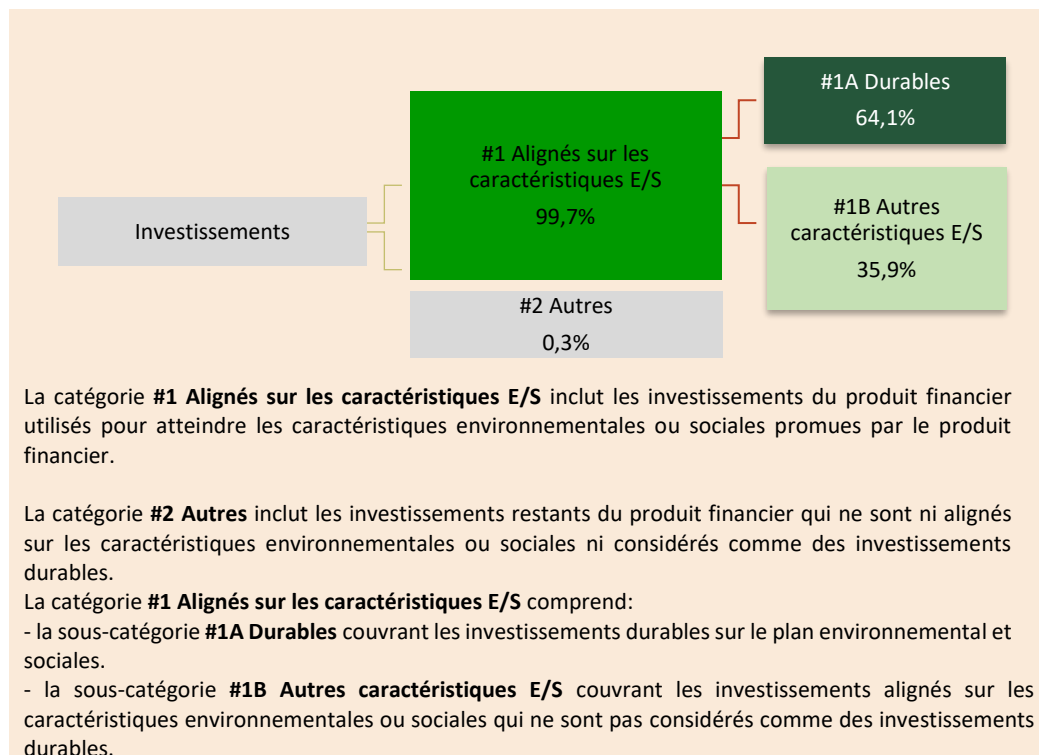 #1A Durables
64,1%
#1 Alignés sur les
caractéristiques E/S
99,7%
#1B Autres
caractéristiques E/S
35,9%
Investissements
#2 Autres
0,3%
La catégorie #1 Alignés sur les caractéristiques E/S inclut les investissements du produit financier
utilisés pour atteindre les caractéristiques environnementales ou sociales promues par le produit
financier.
La catégorie #2 Autres inclut les investissements restants du produit financier qui ne sont ni alignés
sur les caractéristiques environnementales ou sociales ni considérés comme des investissements
durables.
La catégorie #1 Alignés sur les caractéristiques E/S comprend:
- la sous-catégorie #1A Durables couvrant les investissements durables sur le plan environnemental et
sociales.
- la sous-catégorie #1B Autres caractéristiques E/S couvrant les investissements alignés sur les
caractéristiques environnementales ou sociales qui ne sont pas considérés comme des investissements
durables.